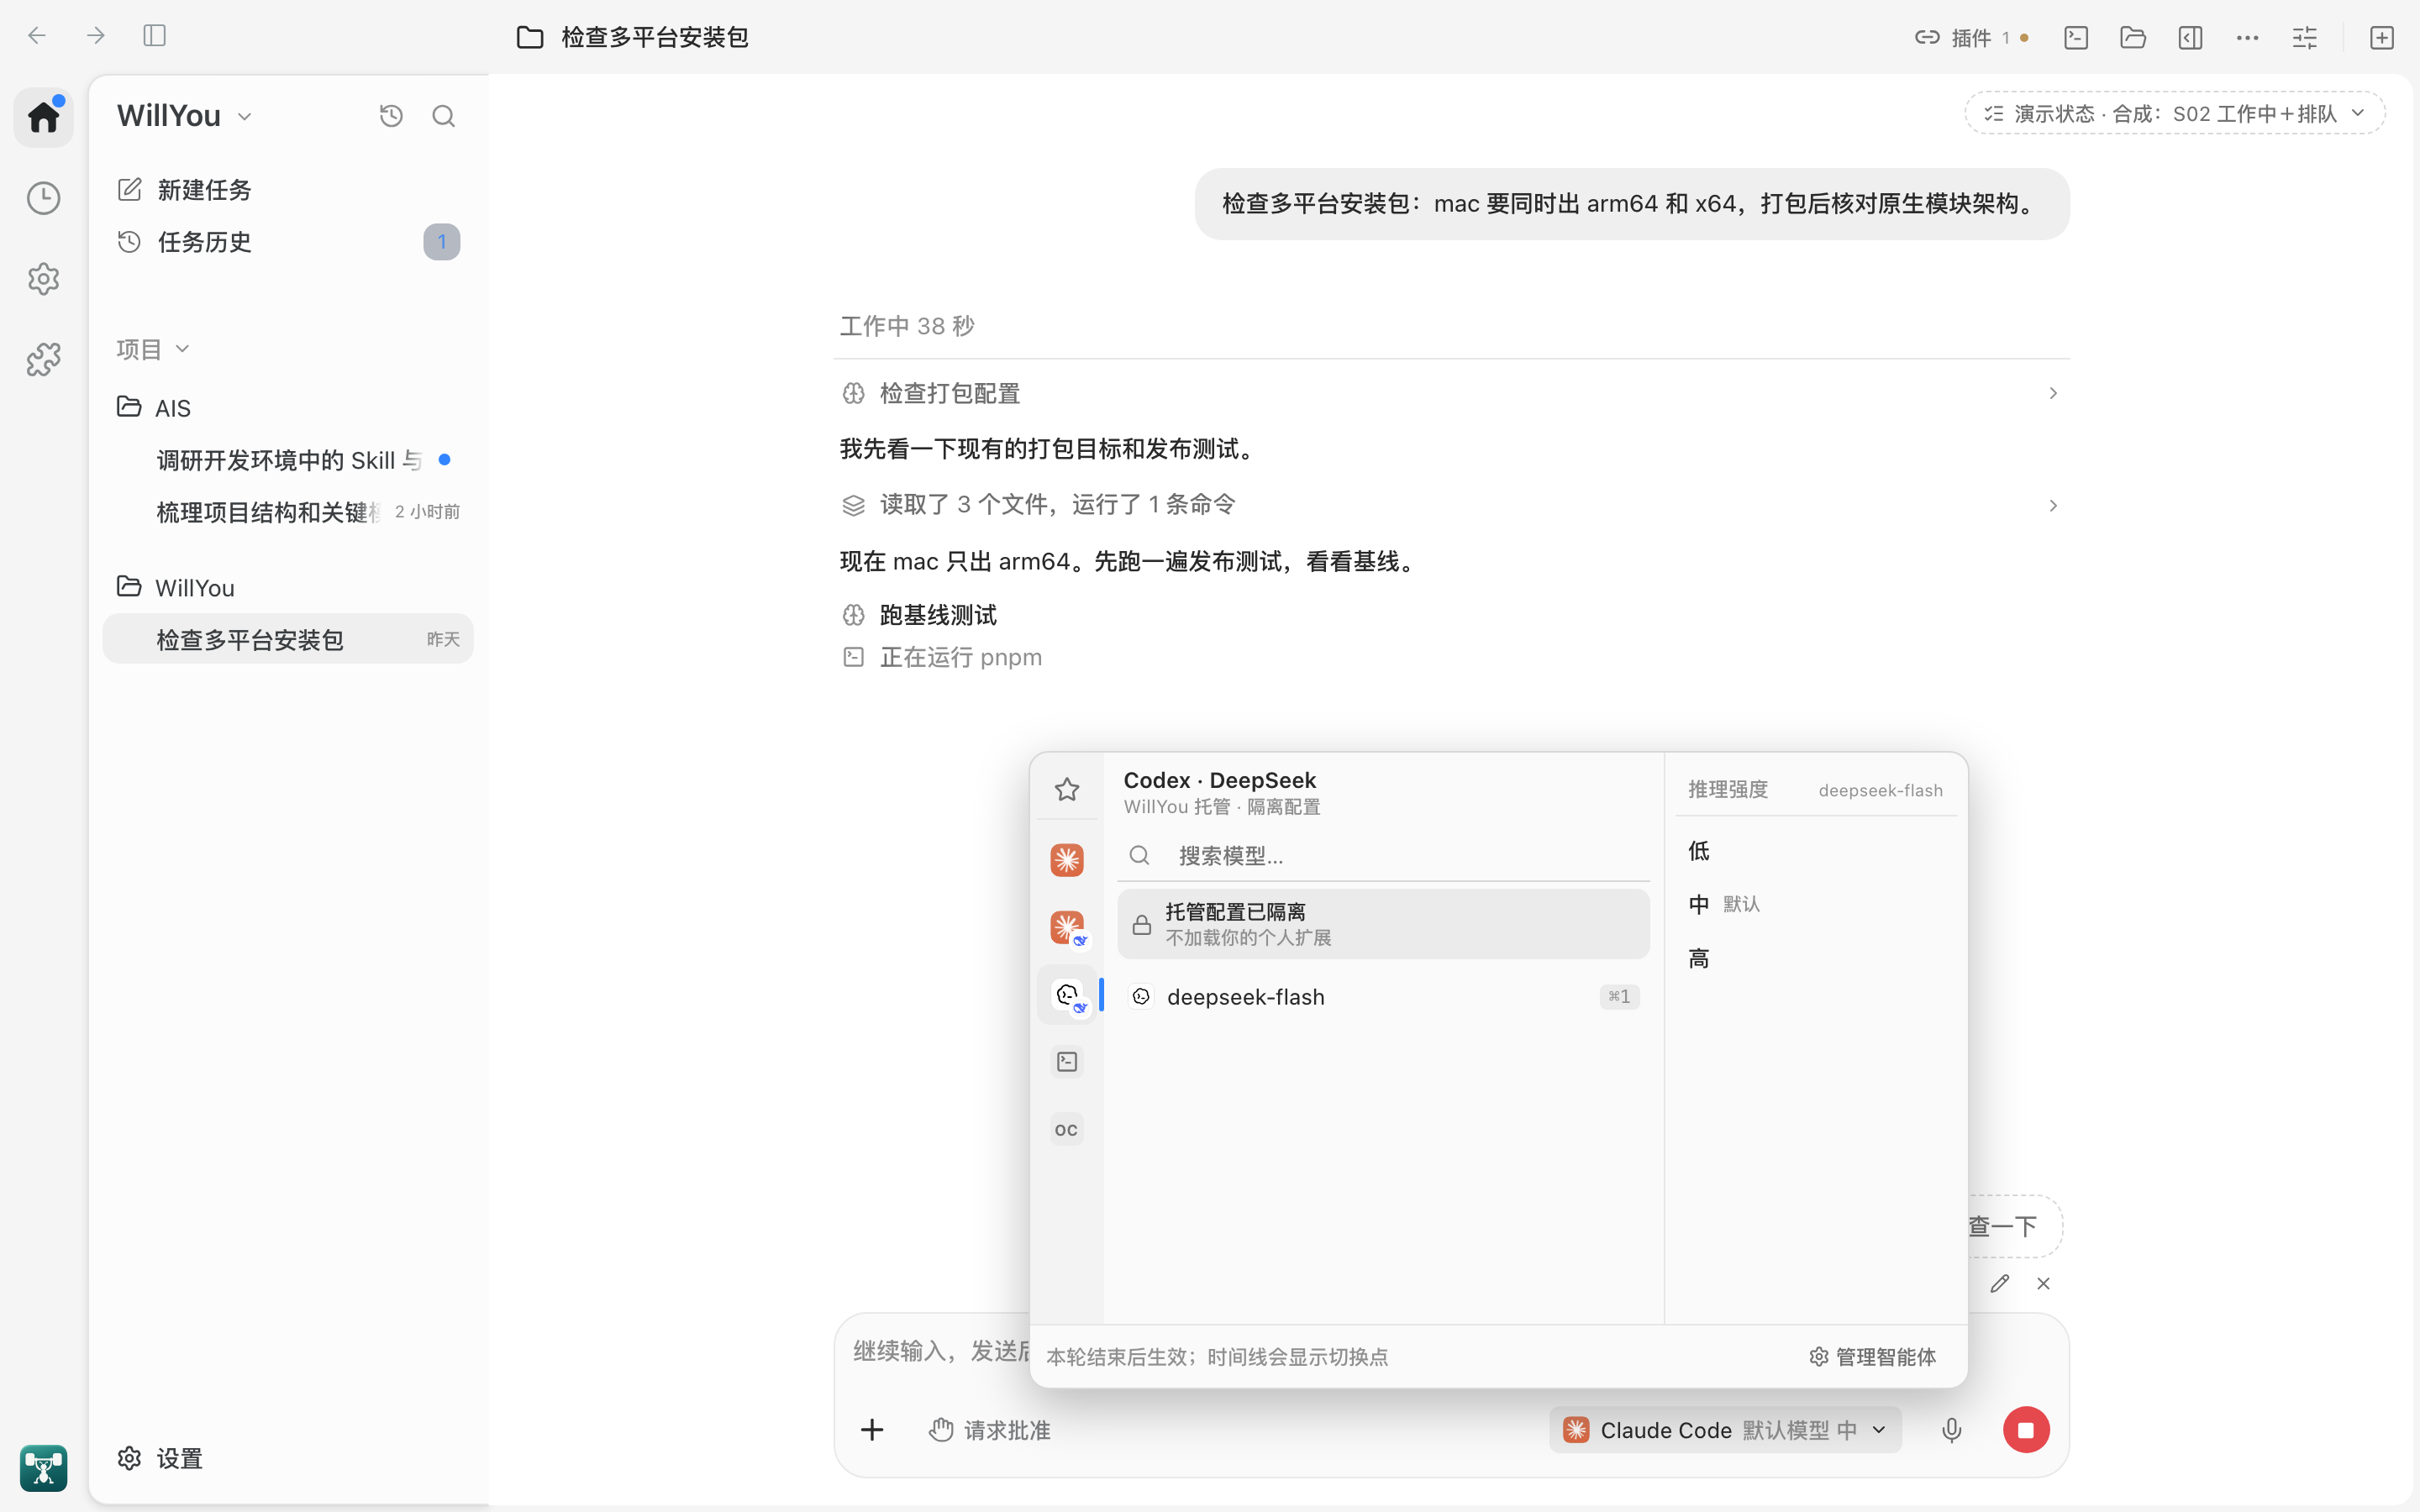 检查多平台安装包
插件 1
WillYou
演示状态 · 合成：S02 工作中＋排队
新建任务
任务历史
1
检查多平台安装包：mac 要同时出 arm64 和 x64，打包后核对原生模块架构。
项目
AIS
调研开发环境中的 Skill 与
梳理项目结构和关键
2 小时前
WillYou
检查多平台安装包
昨天
工作中 38 秒
检查打包配置
我先看一下现有的打包目标和发布测试。
读取了 3 个文件，运行了 1 条命令
现在 mac 只出 arm64。先跑一遍发布测试，看看基线。
跑基线测试
正在运行 pnpm
Codex · DeepSeek
WillYou 托管 · 隔离配置
搜索模型...
托管配置已隔离
不加载你的个人扩展
deepseek-flash
⌘1
OC
推理强度
deepseek-flash
低
中 默认
高
本轮结束后生效；时间线会显示切换点
管理智能体
查一下
继续输入，发送后
请求批准
Claude Code 默认模型 中
设置